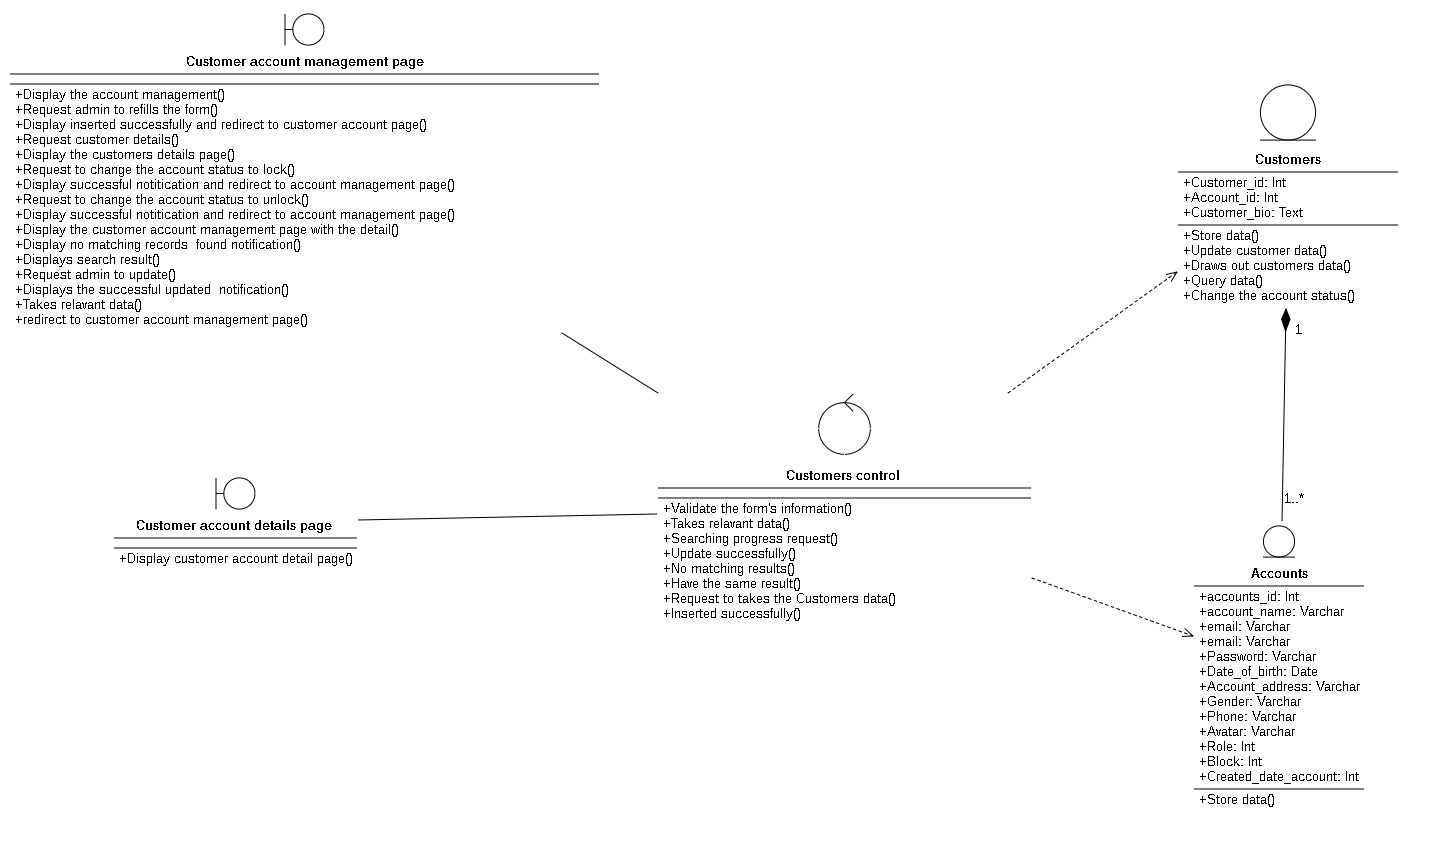 Customer account management page
+Display the account management()
+Request admin to refills the form()
+Display inserted successfully and redirect to customer account page()
+Request customer details()
+Display the customers details page()
+Request to change the account status to lock()
+Display successful notitication and redirect to account management page()
+Request to change the account status to unlock()
+Display successful notitication and redirect to account management page()
+Display the customer account management page with the detail()
+Display no matching records  found notification()
+Displays search result()
+Request admin to update()
+Displays the successful updated  notification()
+Takes relavant data()
+redirect to customer account management page()
Customers
+Customer_id: Int
+Account_id: Int
+Customer_bio: Text
+Store data()
+Update customer data()
+Draws out customers data()
+Query data()
+Change the account status()
1
1..*
Customer account details page
+Display customer account detail page()
Customers control
+Validate the form's information()
+Takes relavant data()
+Searching progress request()
+Update successfully()
+No matching results()
+Have the same result()
+Request to takes the Customers data()
+Inserted successfully()
Accounts
+accounts_id: Int
+account_name: Varchar
+email: Varchar
+email: Varchar
+Password: Varchar
+Date_of_birth: Date
+Account_address: Varchar
+Gender: Varchar
+Phone: Varchar
+Avatar: Varchar
+Role: Int
+Block: Int
+Created_date_account: Int
+Store data()